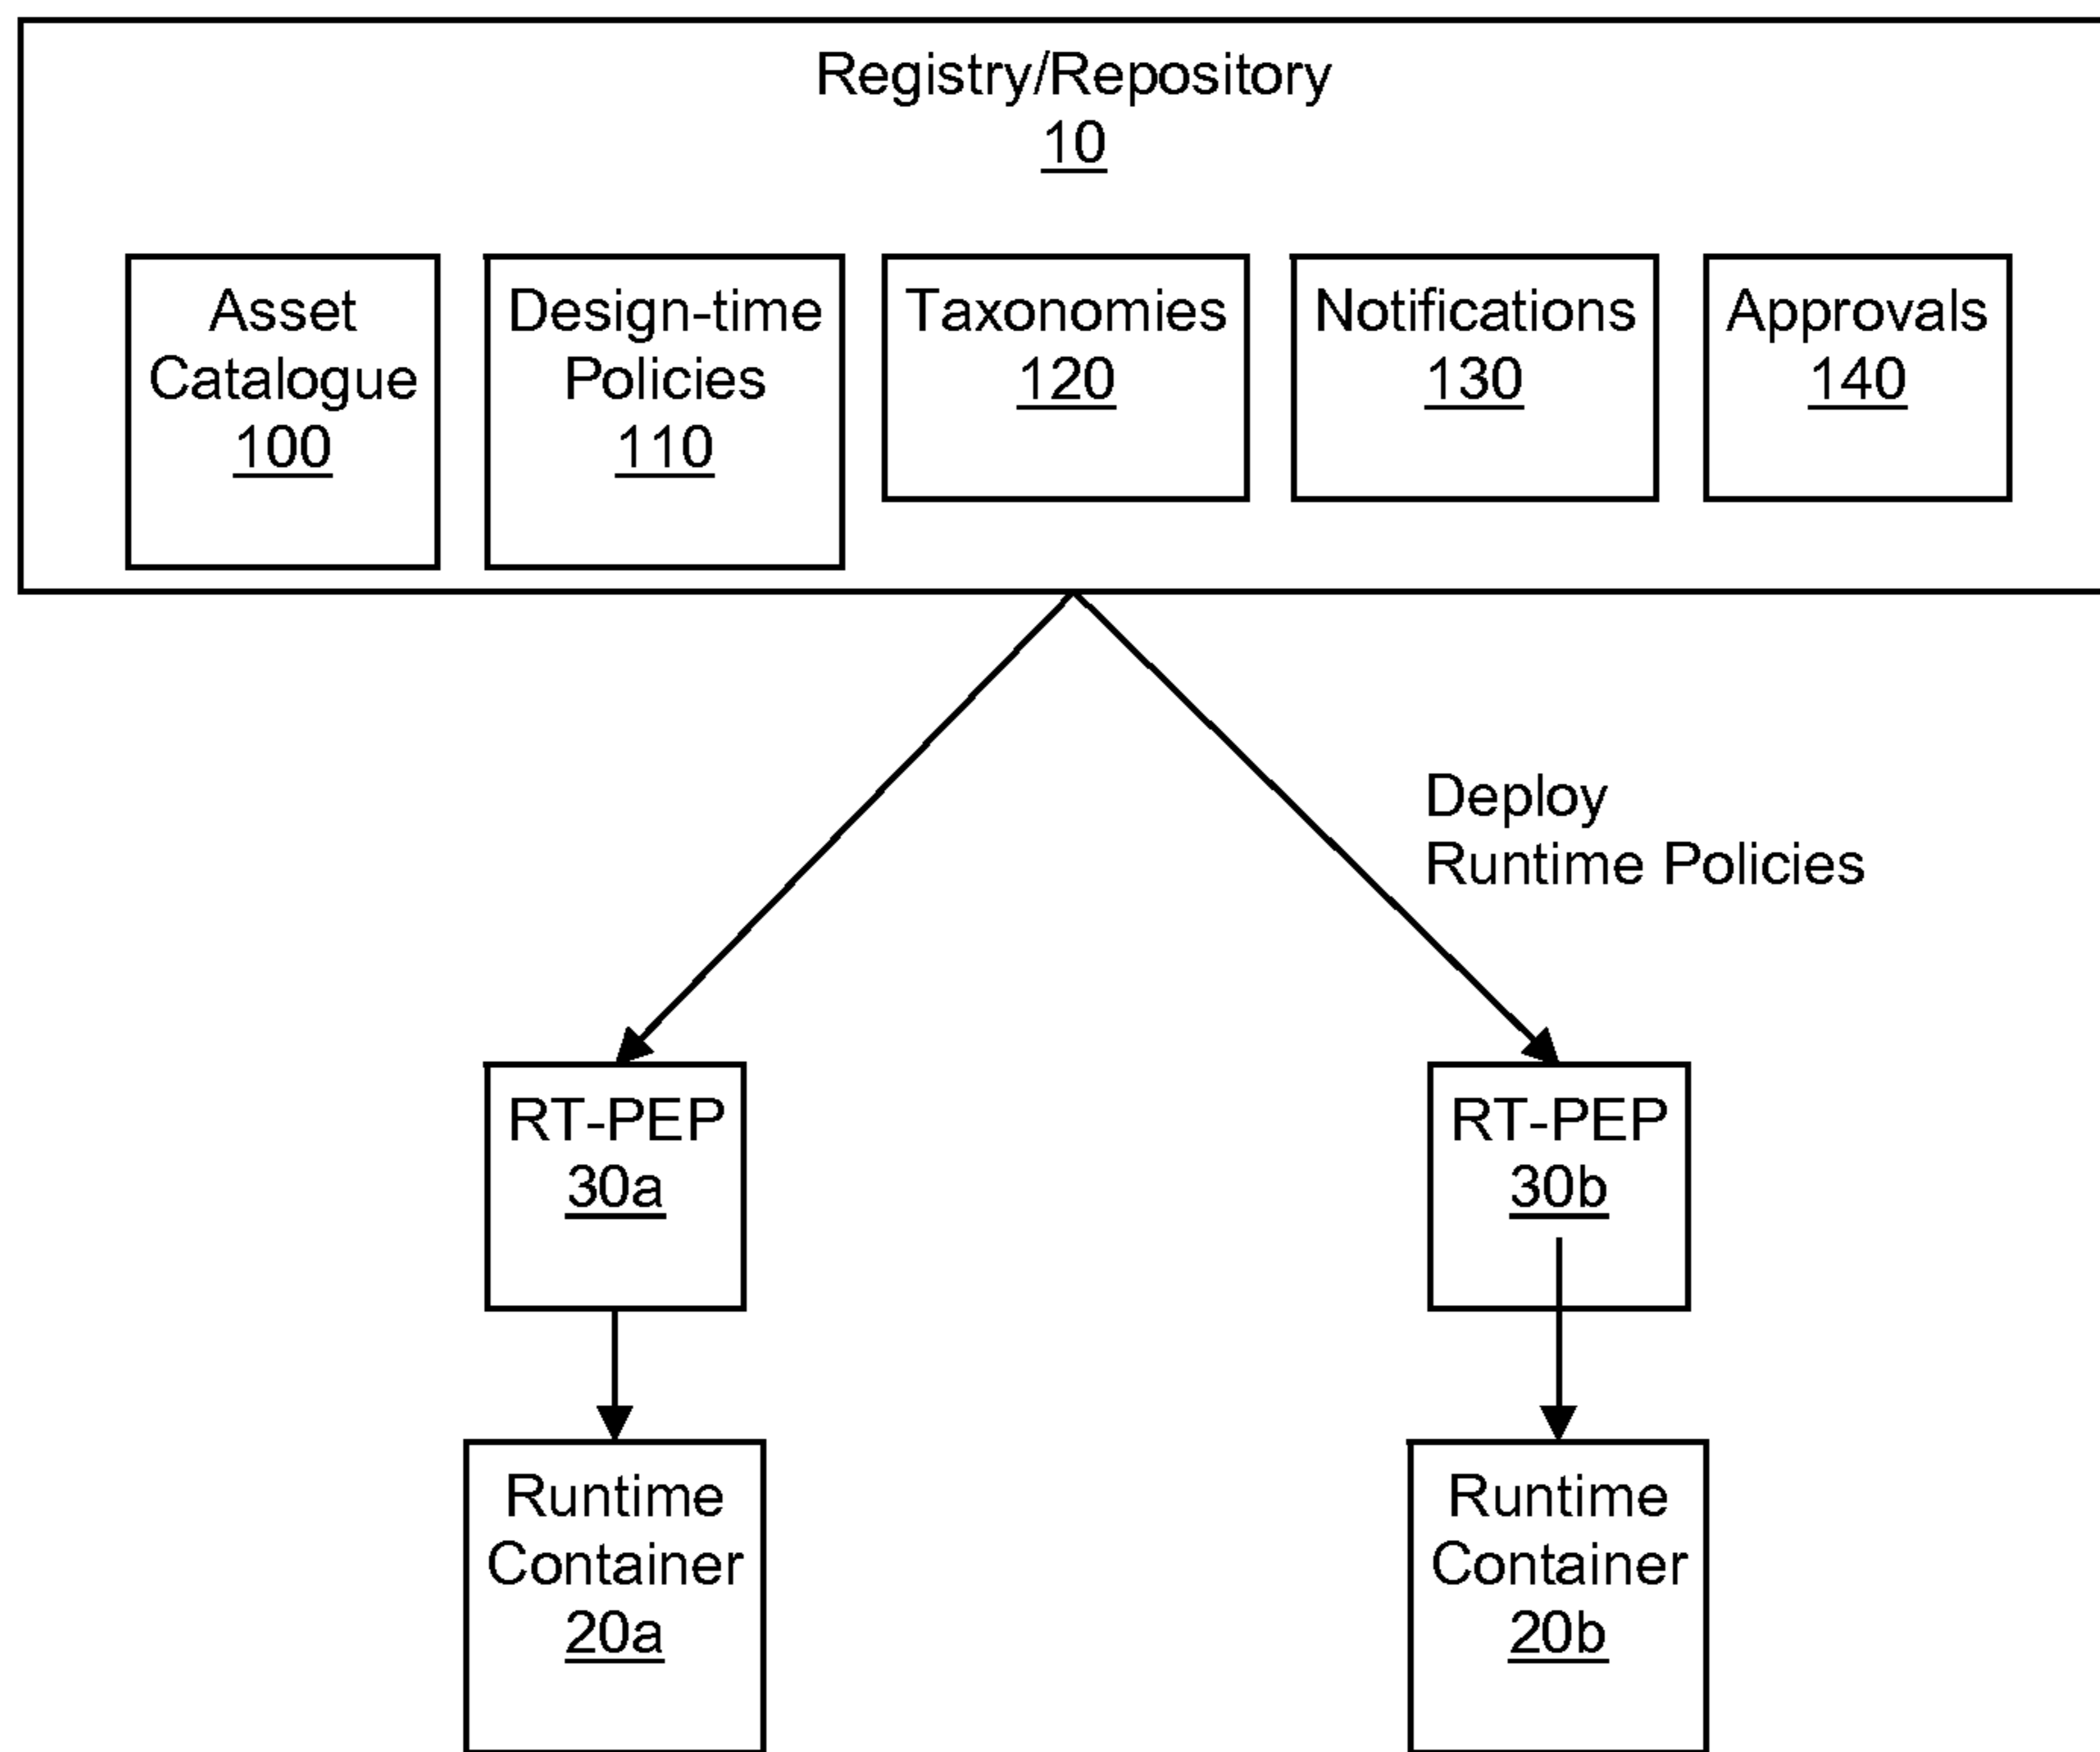 Registry/Repository
10
Asset
Catalogue
100
Design-time
Policies
110
Taxonomies
120
Notifications
130
Approvals
140
Deploy
Runtime Policies
RT-PEP
30a
RT-PEP
30b
Runtime
Container
20a
Runtime
Container
20b